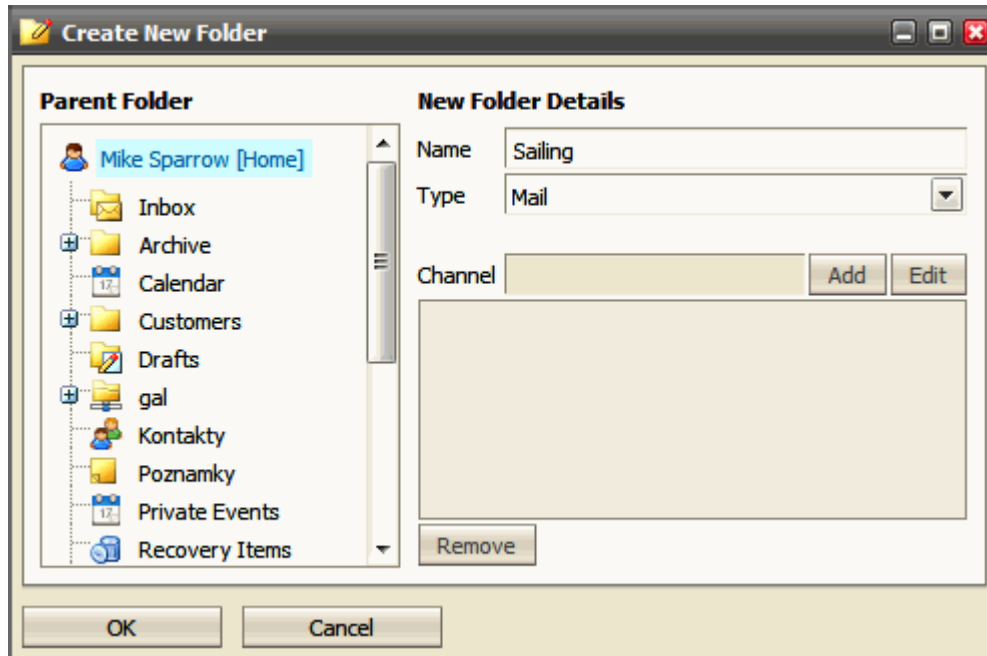 Create New Folder
Parent Folder
Mike Sparrow [Home]
Inbox
Archive
Calendar
Customers
Drafts
gal
Kontakty
Poznamky
Private Events
Recovery Items
New Folder Details
Name Sailing
Type Mail
Channel Add Edit
Remove
OK Cancel